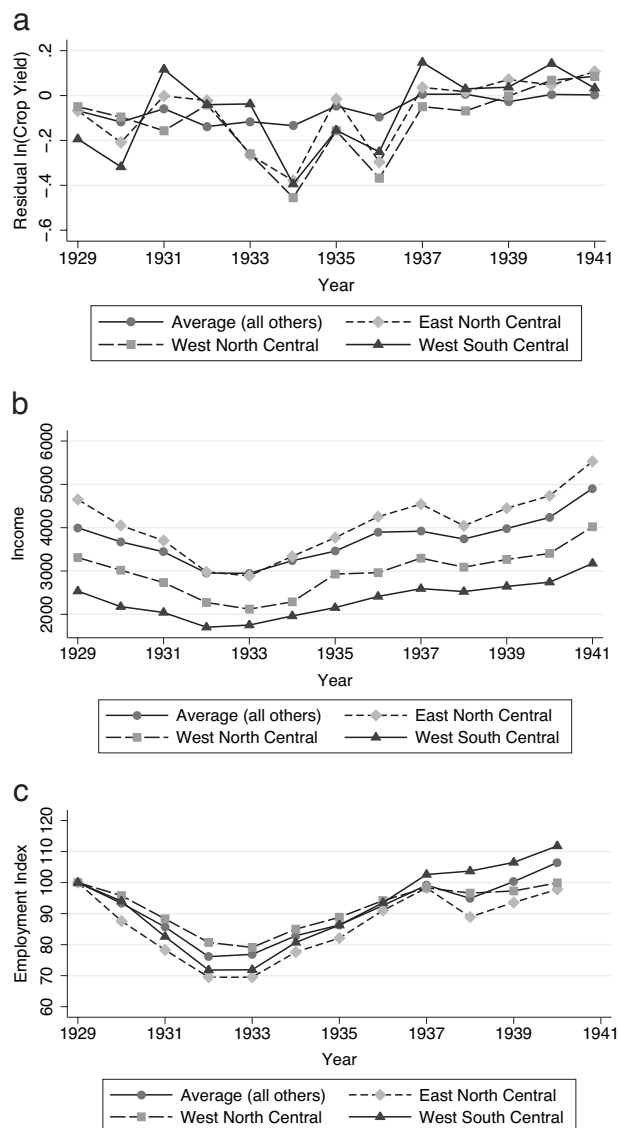 a
Residual ln(Crop Yield)
.2
0
-.2
-.4
-.6
1929 1931 1933 1935 1937 1939 1941
Year
Average (all others) East North Central
West North Central West South Central
b
Income
6000
5000
4000
3000
2000
1929 1931 1933 1935 1937 1939 1941
Year
Average (all others) East North Central
West North Central West South Central
c
Employment Index
120
110
100
90
80
70
60
1929 1931 1933 1935 1937 1939 1941
Year
Average (all others) East North Central
West North Central West South Central